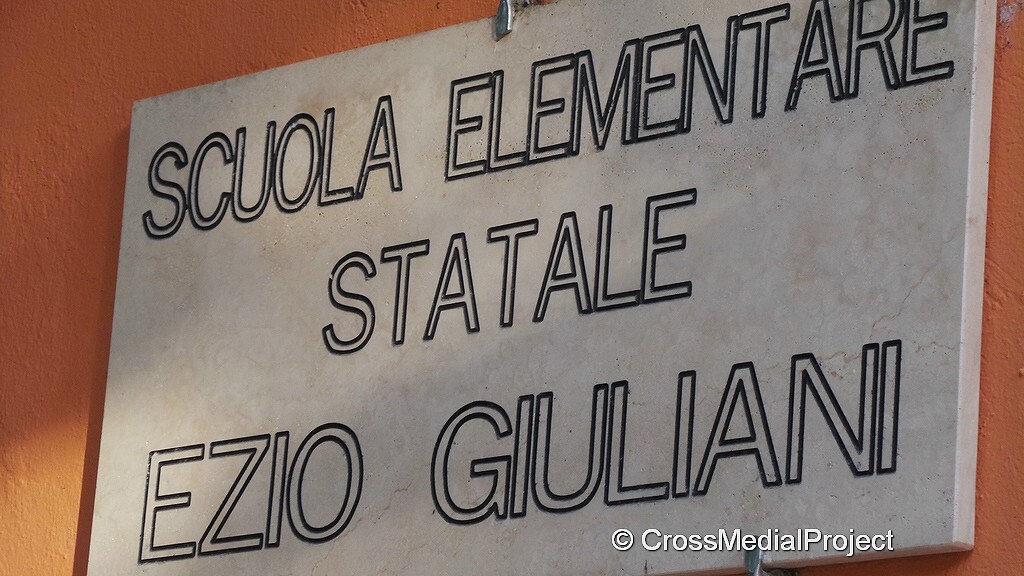 SCUOLA ELEMENTARE
STATALE
EZIO GIULIANI
© CrossMedialProject